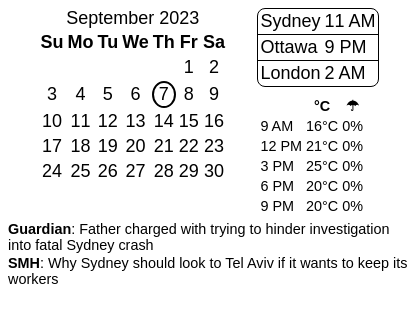 September 2023
Su Mo Tu We Th Fr Sa
1 2
3 4 5 6 7 8 9
10 11 12 13 14 15 16
17 18 19 20 21 22 23
24 25 26 27 28 29 30
Sydney 11 AM
Ottawa 9 PM
London 2 AM
°C ☂
9 AM 16°C 0%
12 PM 21°C 0%
3 PM 25°C 0%
6 PM 20°C 0%
9 PM 20°C 0%
Guardian: Father charged with trying to hinder investigation
into fatal Sydney crash
SMH: Why Sydney should look to Tel Aviv if it wants to keep its
workers